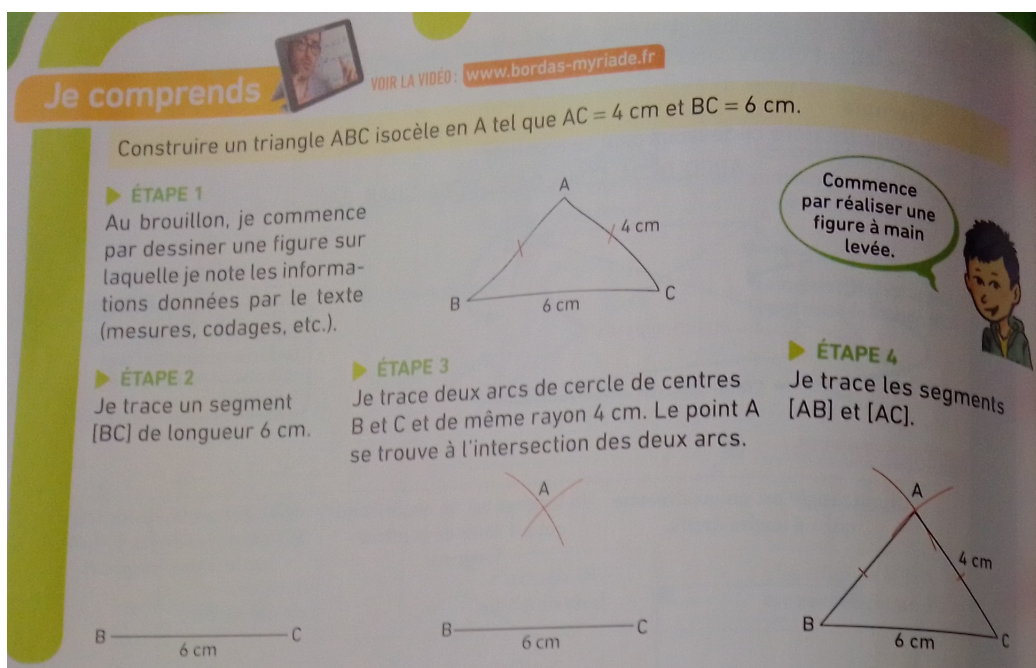 Je comprends
VOIR LA VIDÉO : www.bordas-myriade.fr
Construire un triangle ABC isocèle en A tel que AC = 4 cm et BC = 6 cm.
ÉTAPE 1
Au brouillon, je commence
par dessiner une figure sur
laquelle je note les informa-
tions données par le texte
(mesures, codages, etc.).
A
4 cm
B
C
6 cm
Commence
par réaliser une
figure à main
levée.
ÉTAPE 2
Je trace un segment
[BC] de longueur 6 cm.
B
C
6 cm
ÉTAPE 3
Je trace deux arcs de cercle de centres
B et C et de même rayon 4 cm. Le point A
se trouve à l'intersection des deux arcs.
A
B
C
6 cm
ÉTAPE 4
Je trace les segments
[AB] et [AC].
A
4 cm
B
C
6 cm